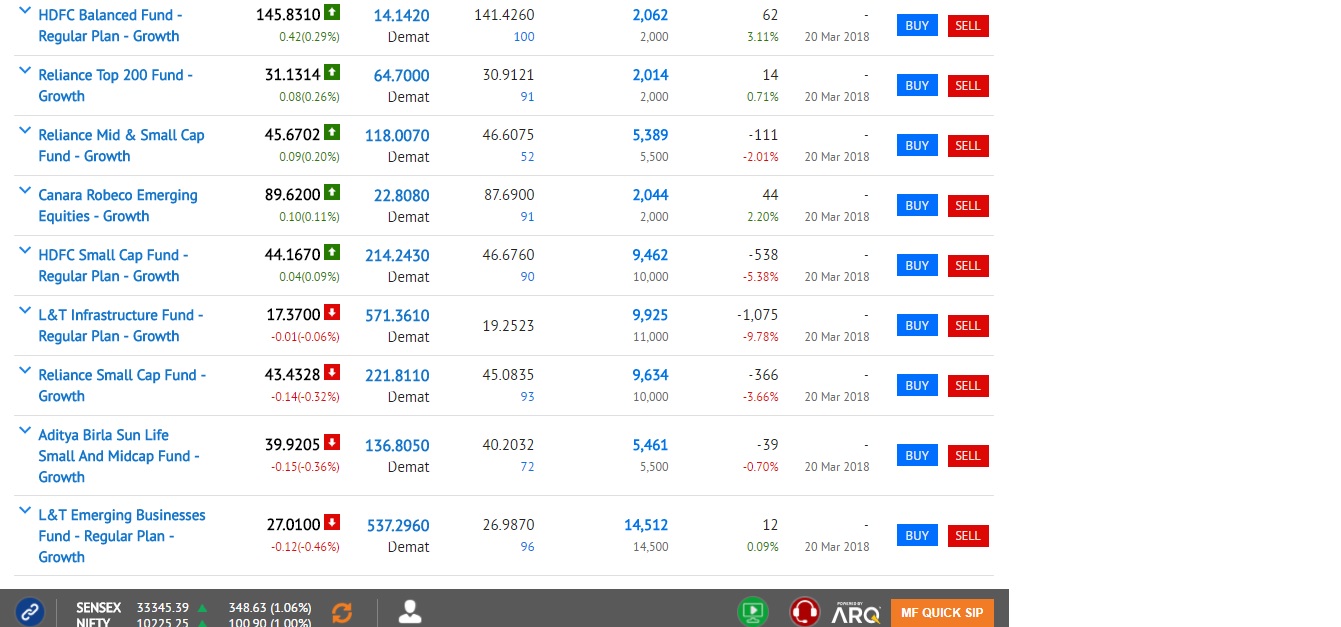 HDFC Balanced Fund - 145.8310 14.1420 141.4260 2,062 62 -
Regular Plan - Growth 0.42(0.29%) Demat 100 2,000 3.11% 20 Mar 2018 BUY SELL
Reliance Top 200 Fund - 31.1314 64.7000 30.9121 2,014 14 -
Growth 0.08(0.26%) Demat 91 2,000 0.71% 20 Mar 2018 BUY SELL
Reliance Mid & Small Cap 45.6702 118.0070 46.6075 5,389 -111 -
Fund - Growth 0.09(0.20%) Demat 52 5,500 -2.01% 20 Mar 2018 BUY SELL
Canara Robeco Emerging 89.6200 22.8080 87.6900 2,044 44 -
Equities - Growth 0.10(0.11%) Demat 91 2,000 2.20% 20 Mar 2018 BUY SELL
HDFC Small Cap Fund - 44.1670 214.2430 46.6760 9,462 -538 -
Regular Plan - Growth 0.04(0.09%) Demat 90 10,000 -5.38% 20 Mar 2018 BUY SELL
L&T Infrastructure Fund - 17.3700 571.3610 19.2523 9,925 -1,075 -
Regular Plan - Growth -0.01(-0.06%) Demat 11,000 -9.78% 20 Mar 2018 BUY SELL
Reliance Small Cap Fund - 43.4328 221.8110 45.0835 9,634 -366 -
Growth -0.14(-0.32%) Demat 93 10,000 -3.66% 20 Mar 2018 BUY SELL
Aditya Birla Sun Life 39.9205 136.8050 40.2032 5,461 -39 -
Small And Midcap Fund - -0.15(-0.36%) Demat 72 5,500 -0.70% 20 Mar 2018 BUY SELL
Growth
L&T Emerging Businesses 27.0100 537.2960 26.9870 14,512 12 -
Fund - Regular Plan - -0.12(-0.46%) Demat 96 14,500 0.09% 20 Mar 2018 BUY SELL
Growth
SENSEX 33345.39 348.63 (1.06%) POWERED BY ARQ MF QUICK SIP
NIFTY 10225.25 100.90 (1.00%)